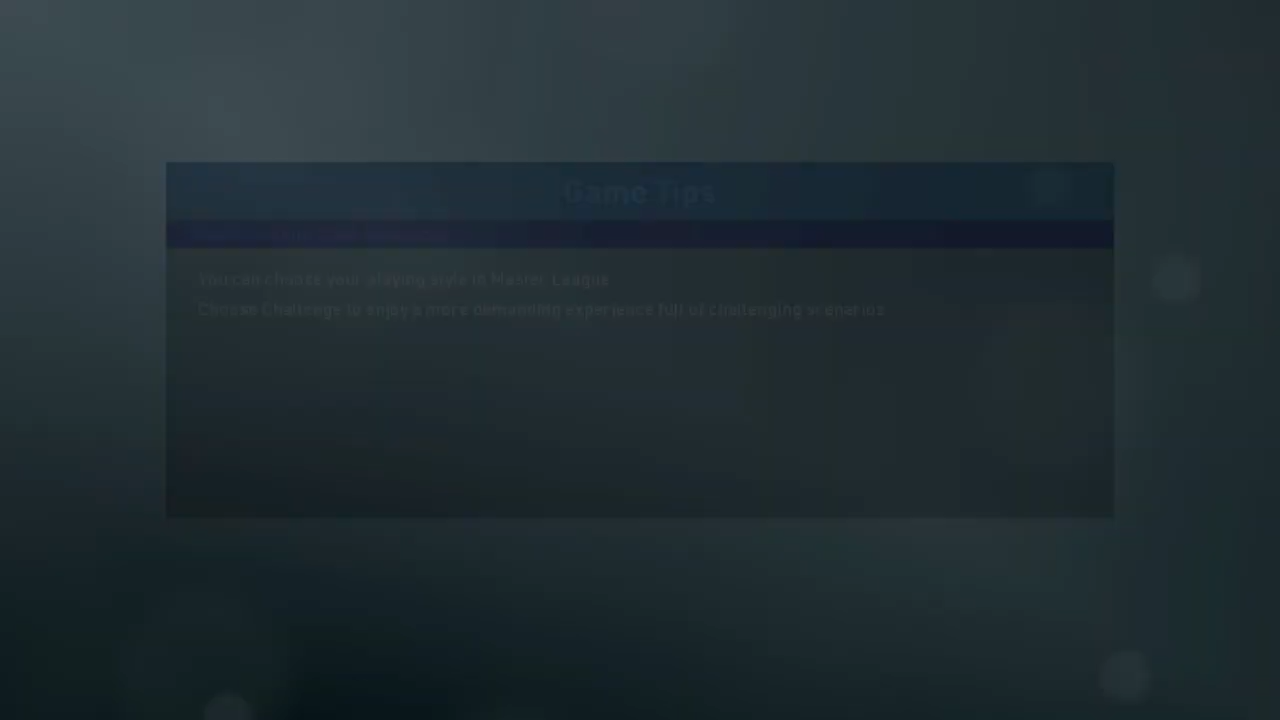 Game Tips
You can choose your playing style in Master League
Choose Challenge to enjoy a more demanding experience full of challenging scenarios